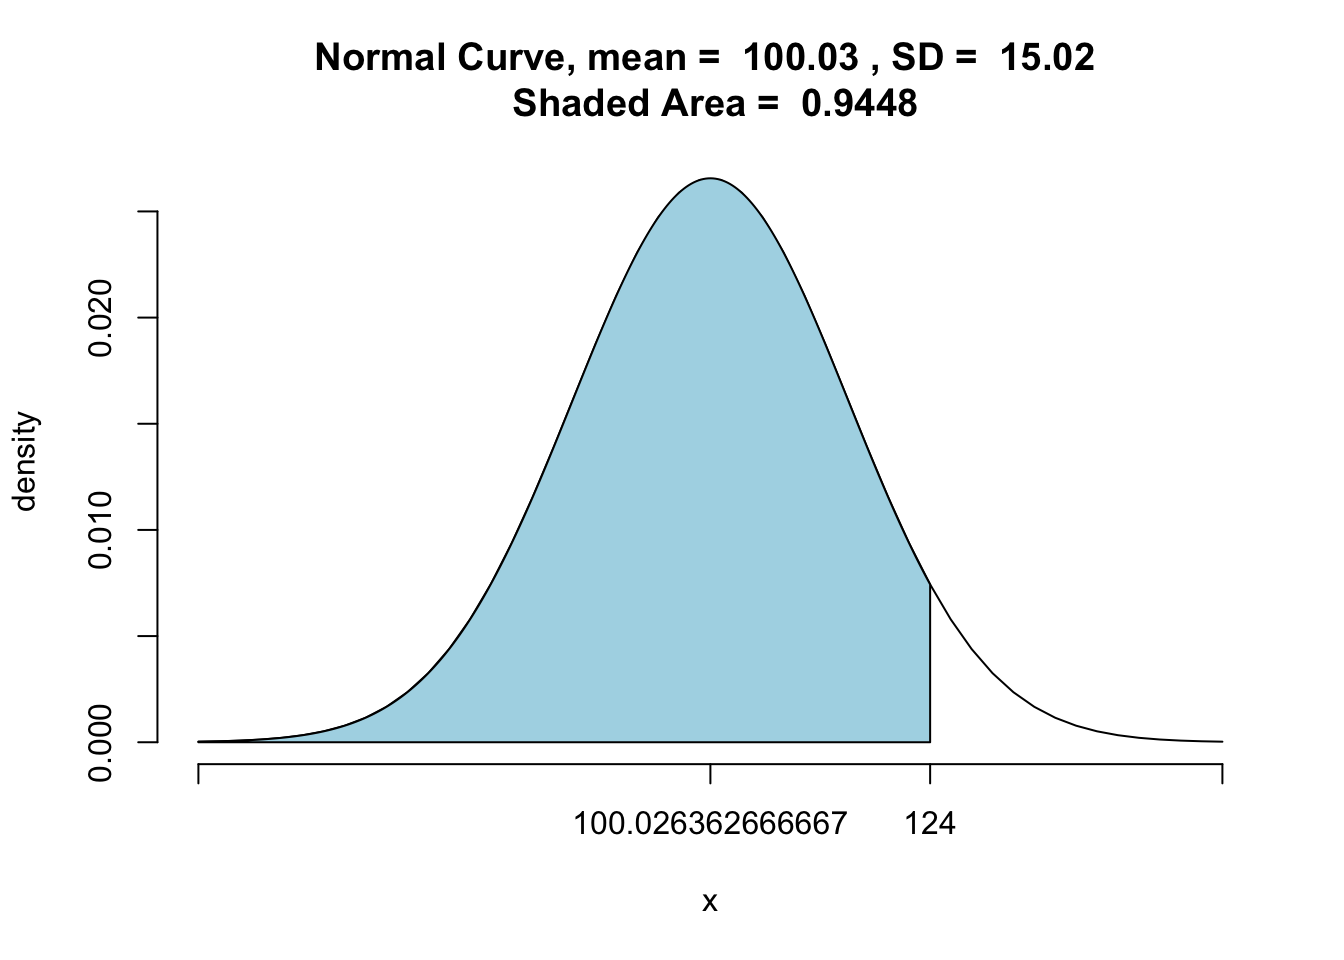 Normal Curve, mean =  100.03 , SD =  15.02
Shaded Area =  0.9448
density
0.020
0.010
0.000
100.026362666667
124
x